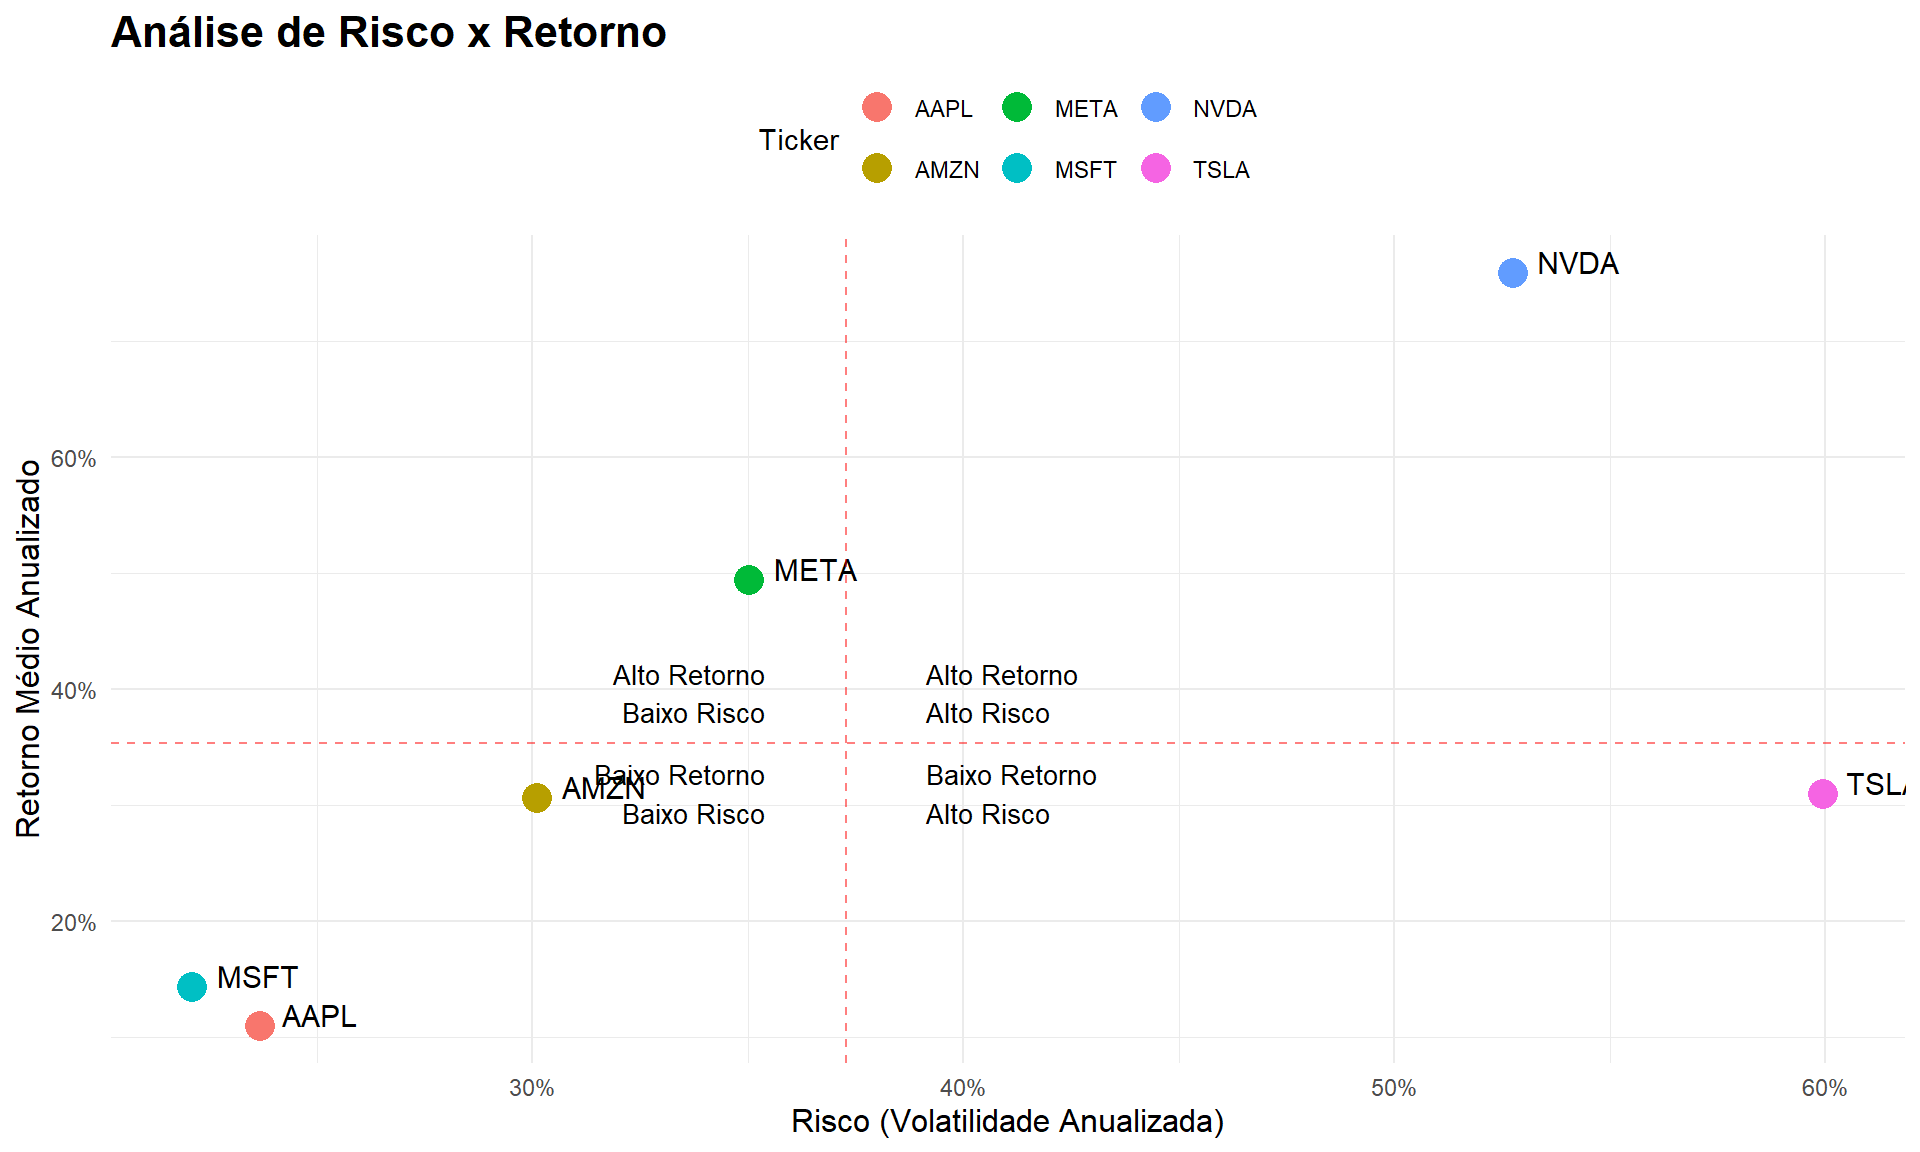 Análise de Risco x Retorno
Ticker
AAPL
META
NVDA
AMZN
MSFT
TSLA
Retorno Médio Anualizado
60%
40%
20%
NVDA
META
Alto Retorno
Baixo Risco
Alto Retorno
Alto Risco
AMZN
Baixo Retorno
Baixo Risco
Baixo Retorno
Alto Risco
TSLA
MSFT
AAPL
30%
40%
50%
60%
Risco (Volatilidade Anualizada)